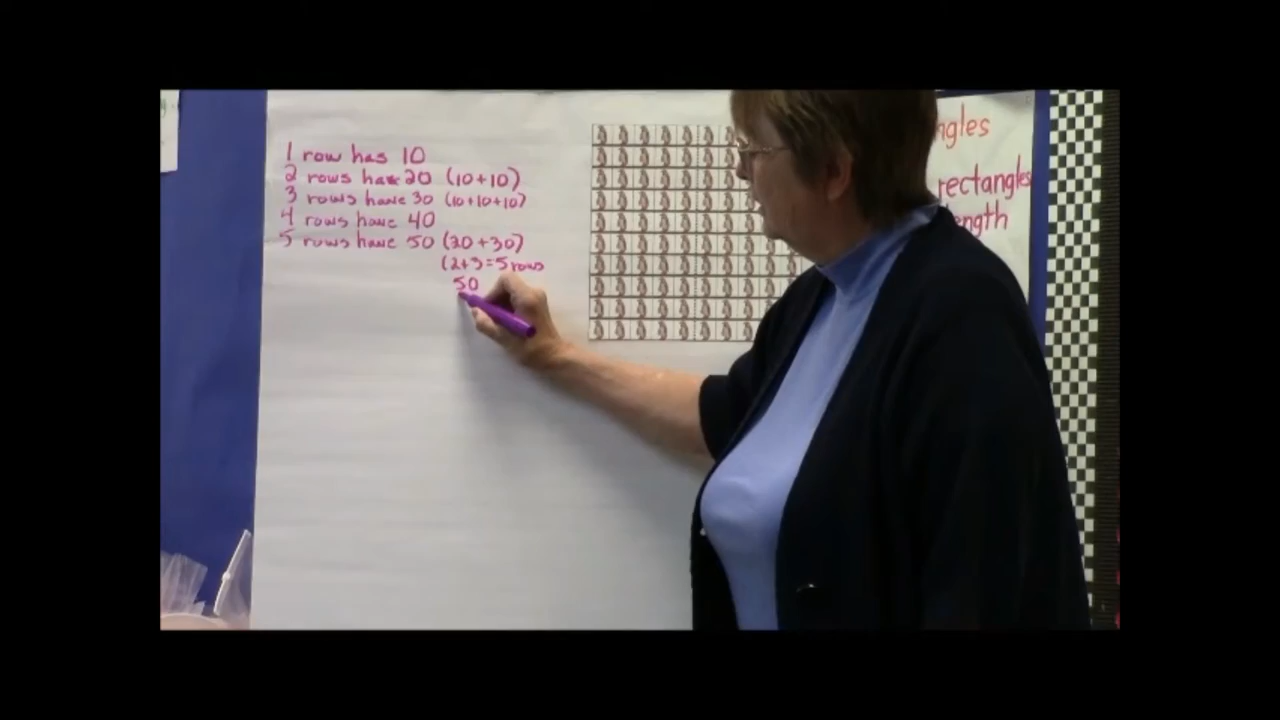 1 row has 10
2 rows have 20 (10+10)
3 rows have 30 (10+10+10)
4 rows have 40
5 rows have 50 (20+30)
(2+3=5 rows
50
ngles
rectangles
ength